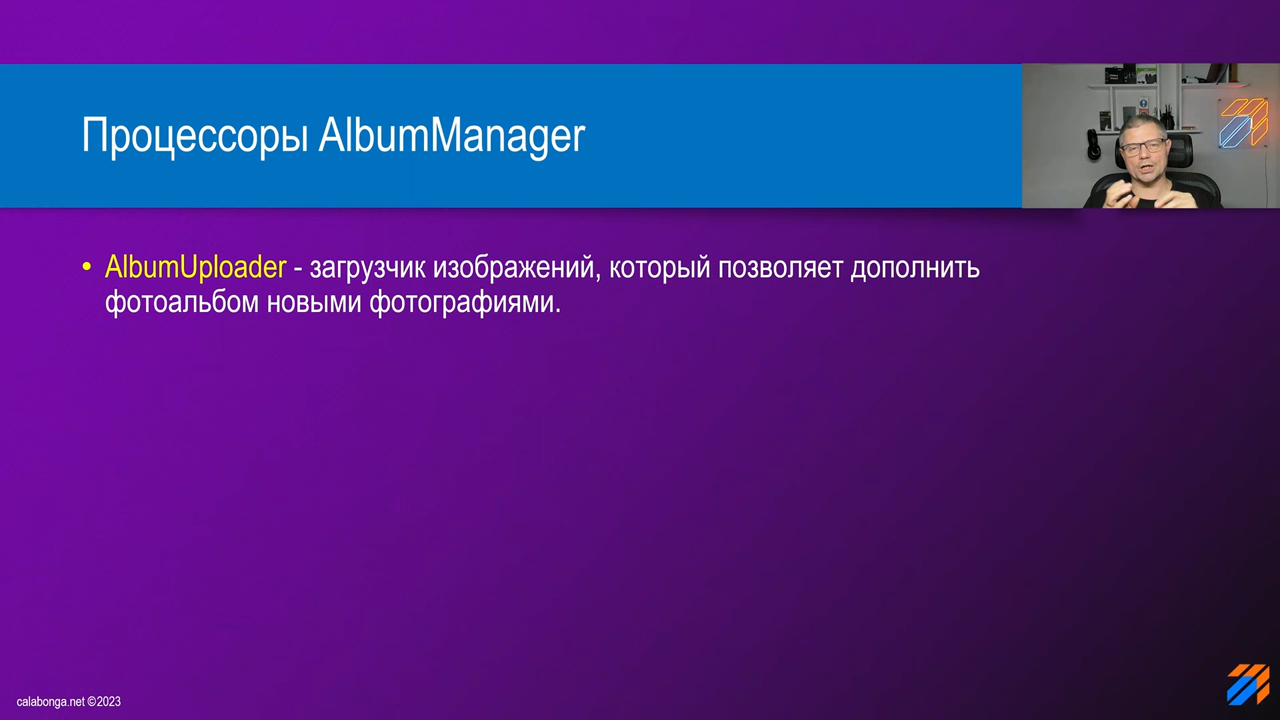 Процессоры AlbumManager
• AlbumUploader - загрузчик изображений, который позволяет дополнить
фотоальбом новыми фотографиями.
calabonga.net ©2023